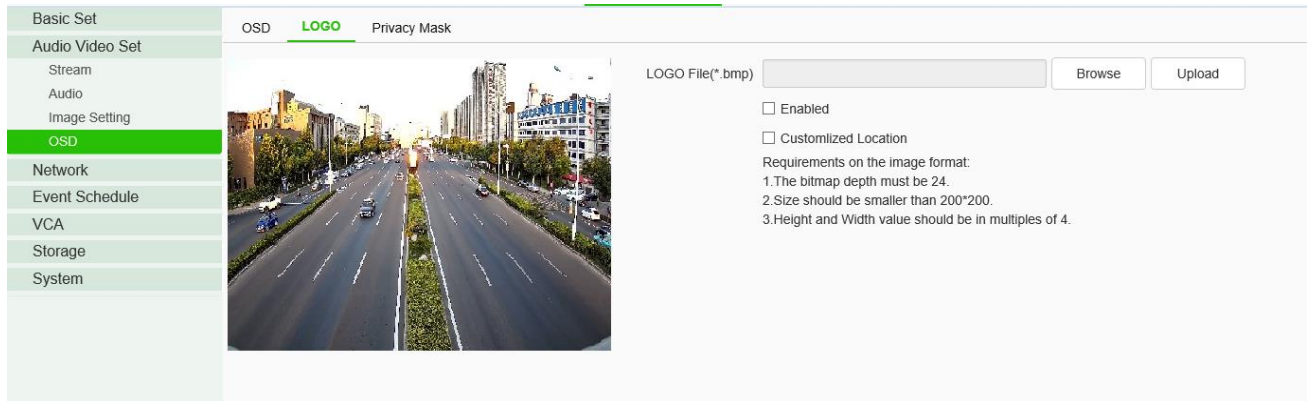 Basic Set
Audio Video Set
Stream
Audio
Image Setting
OSD
Network
Event Schedule
VCA
Storage
System
OSD LOGO Privacy Mask
LOGO File(*.bmp) Browse Upload
Enabled
Customlized Location
Requirements on the image format:
1.The bitmap depth must be 24.
2.Size should be smaller than 200*200.
3.Height and Width value should be in multiples of 4.